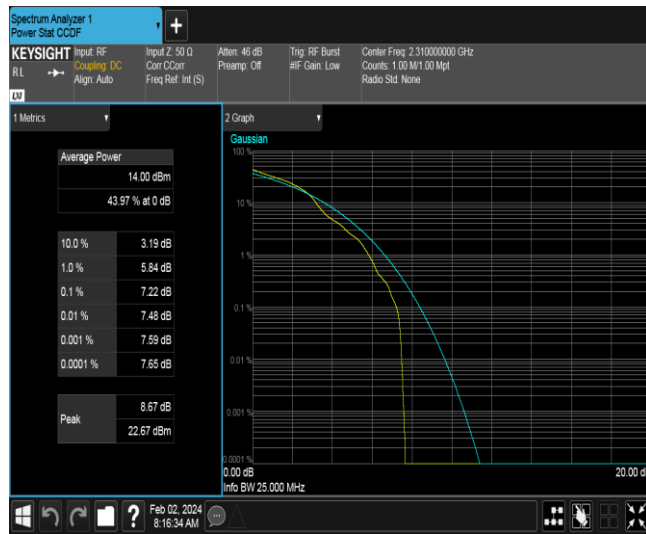 Spectrum Analyzer 1
Power Stat CCDF
+
KEYSIGHT
RL
LXI
Input: RF
Coupling: DC
Align: Auto
Input Z: 50 Ω
Corr CCorr
Freq Ref: Int (S)
Atten: 46 dB
Preamp: Off
Trig: RF Burst
#IF Gain: Low
Center Freq: 2.310000000 GHz
Counts: 1.00 M/1.00 Mpt
Radio Std: None
1 Metrics
Average Power
14.00 dBm
43.97 % at 0 dB
10.0 % 3.19 dB
1.0 % 5.84 dB
0.1 % 7.22 dB
0.01 % 7.48 dB
0.001 % 7.59 dB
0.0001 % 7.65 dB
Peak
8.67 dB
22.67 dBm
2 Graph
Gaussian
100 %
10 %
1 %
0.1 %
0.01 %
0.001 %
0.0001 %
0.00 dB
20.00 d
Info BW 25.000 MHz
?
Feb 02, 2024
8:16:34 AM